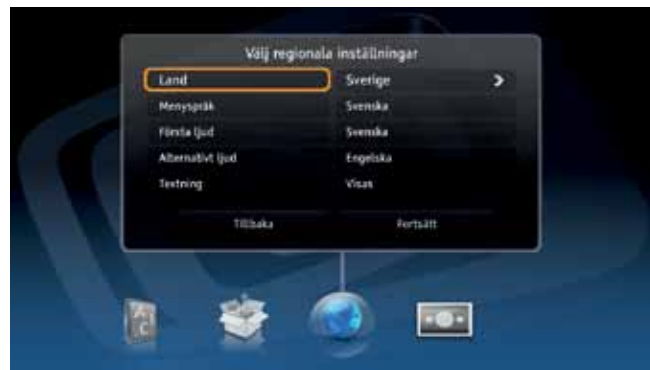 Välj regionala inställningar
Land Sverige
Menyspråk Svenska
Första ljud Svenska
Alternativt ljud Engelska
Textning Visas
Tillbaka Fortsätt
A
C